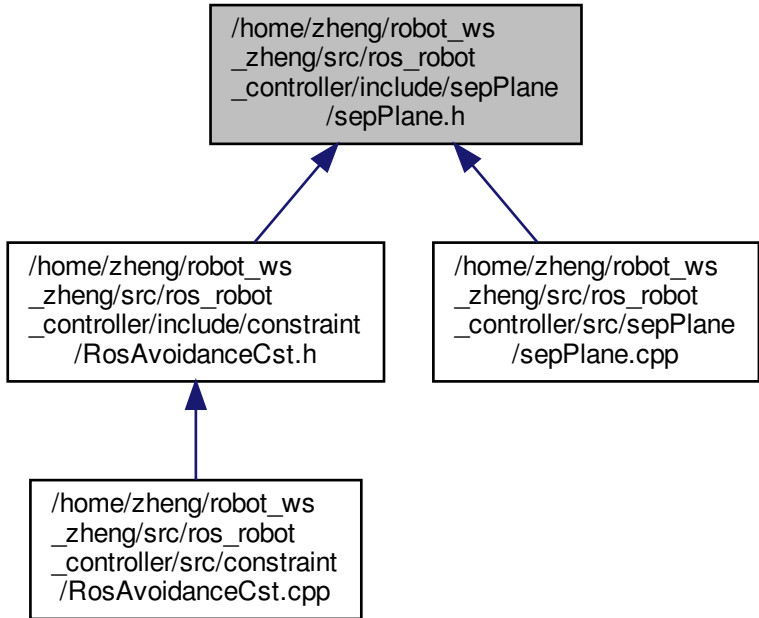 /home/zheng/robot_ws
_zheng/src/ros_robot
_controller/include/sepPlane
/sepPlane.h
/home/zheng/robot_ws
_zheng/src/ros_robot
_controller/include/constraint
/RosAvoidanceCst.h
/home/zheng/robot_ws
_zheng/src/ros_robot
_controller/src/sepPlane
/sepPlane.cpp
/home/zheng/robot_ws
_zheng/src/ros_robot
_controller/src/constraint
/RosAvoidanceCst.cpp